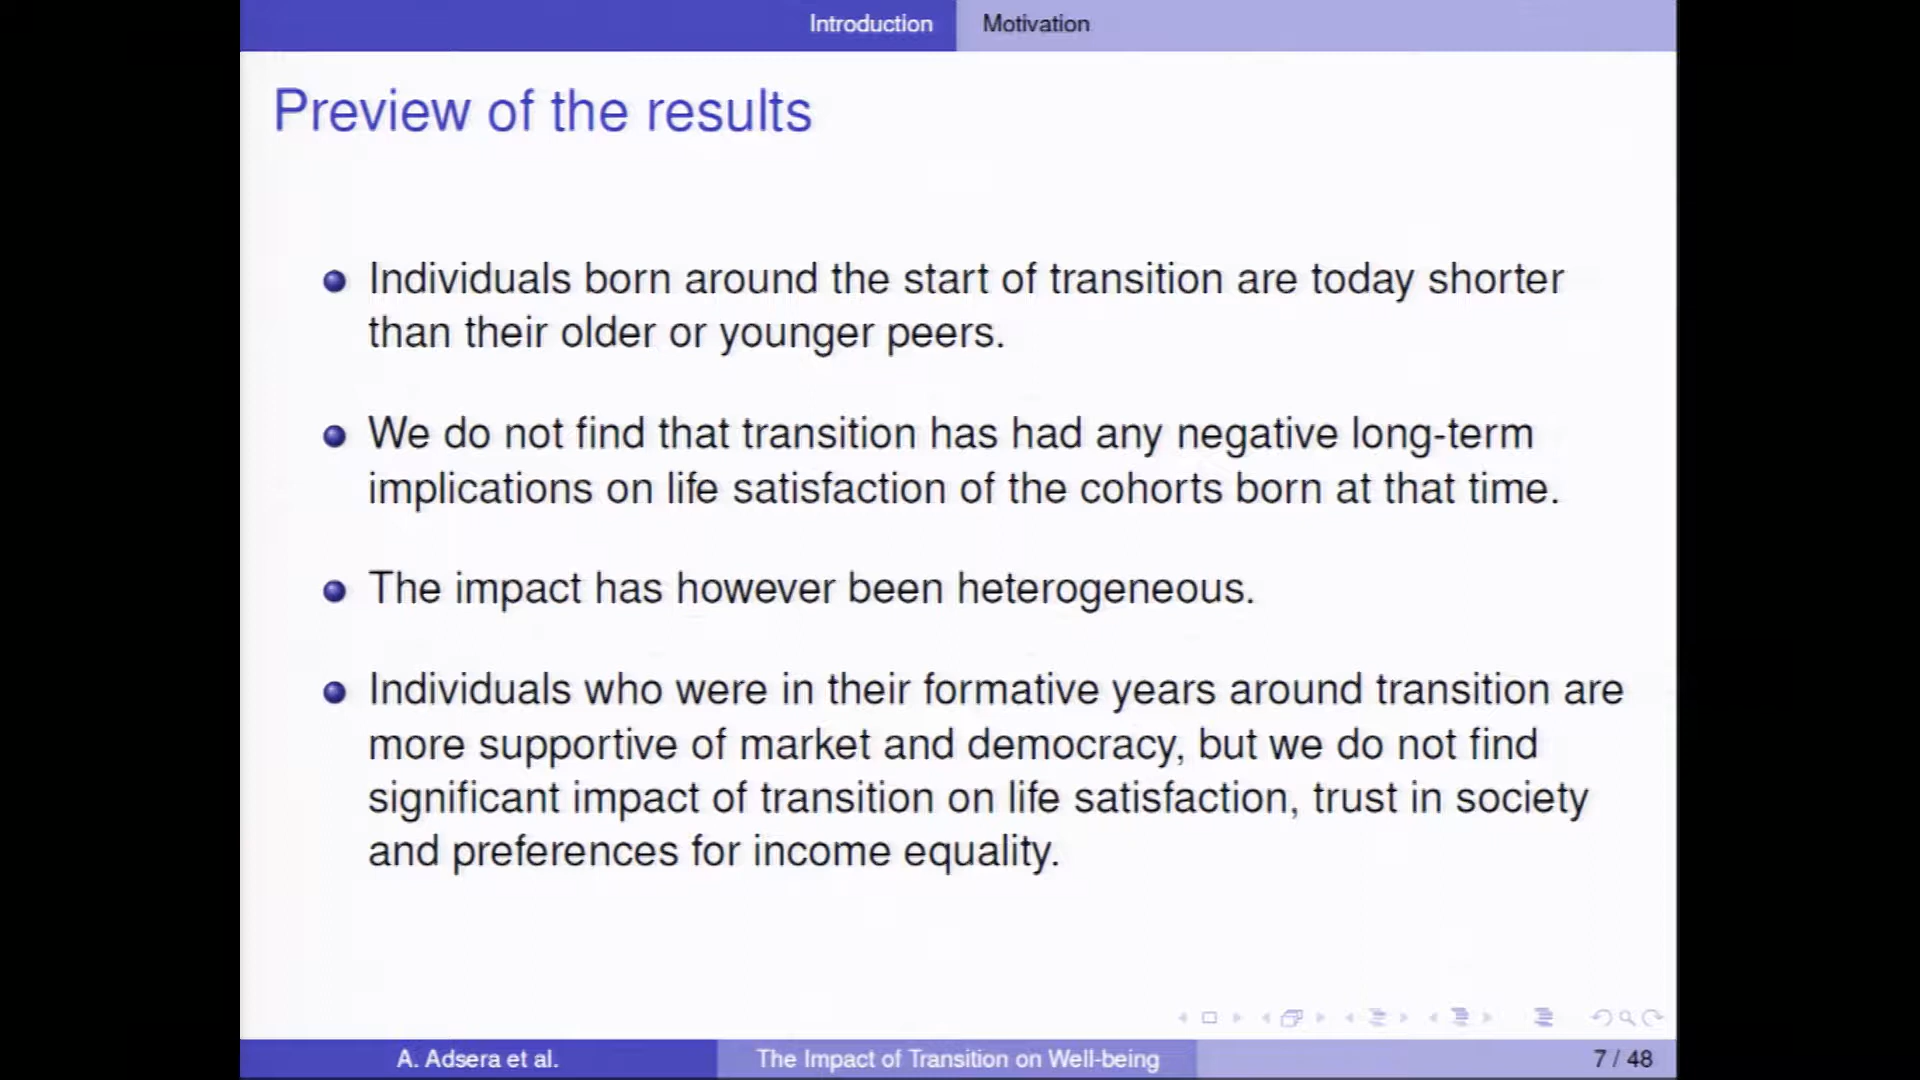 Introduction Motivation
Preview of the results
Individuals born around the start of transition are today shorter
than their older or younger peers.
We do not find that transition has had any negative long-term
implications on life satisfaction of the cohorts born at that time.
The impact has however been heterogeneous.
Individuals who were in their formative years around transition are
more supportive of market and democracy, but we do not find
significant impact of transition on life satisfaction, trust in society
and preferences for income equality.
A. Adsera et al. The Impact of Transition on Well-being 7 / 48